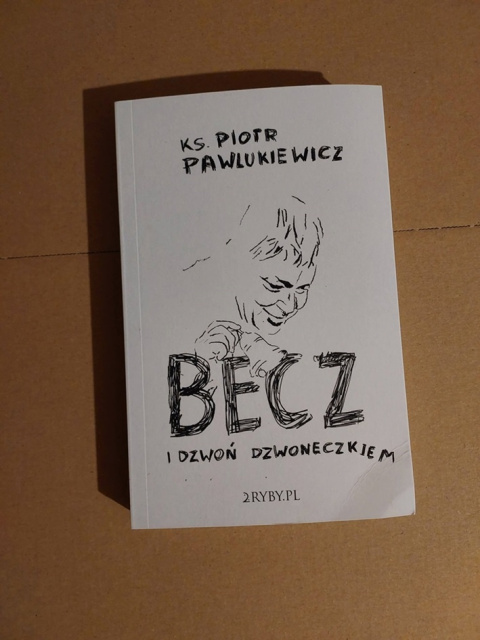 KS. PIOTR
PAWLUKIEWICZ
BECZ
I DZWOŃ DZWONECZKIEM
2RYBY.PL